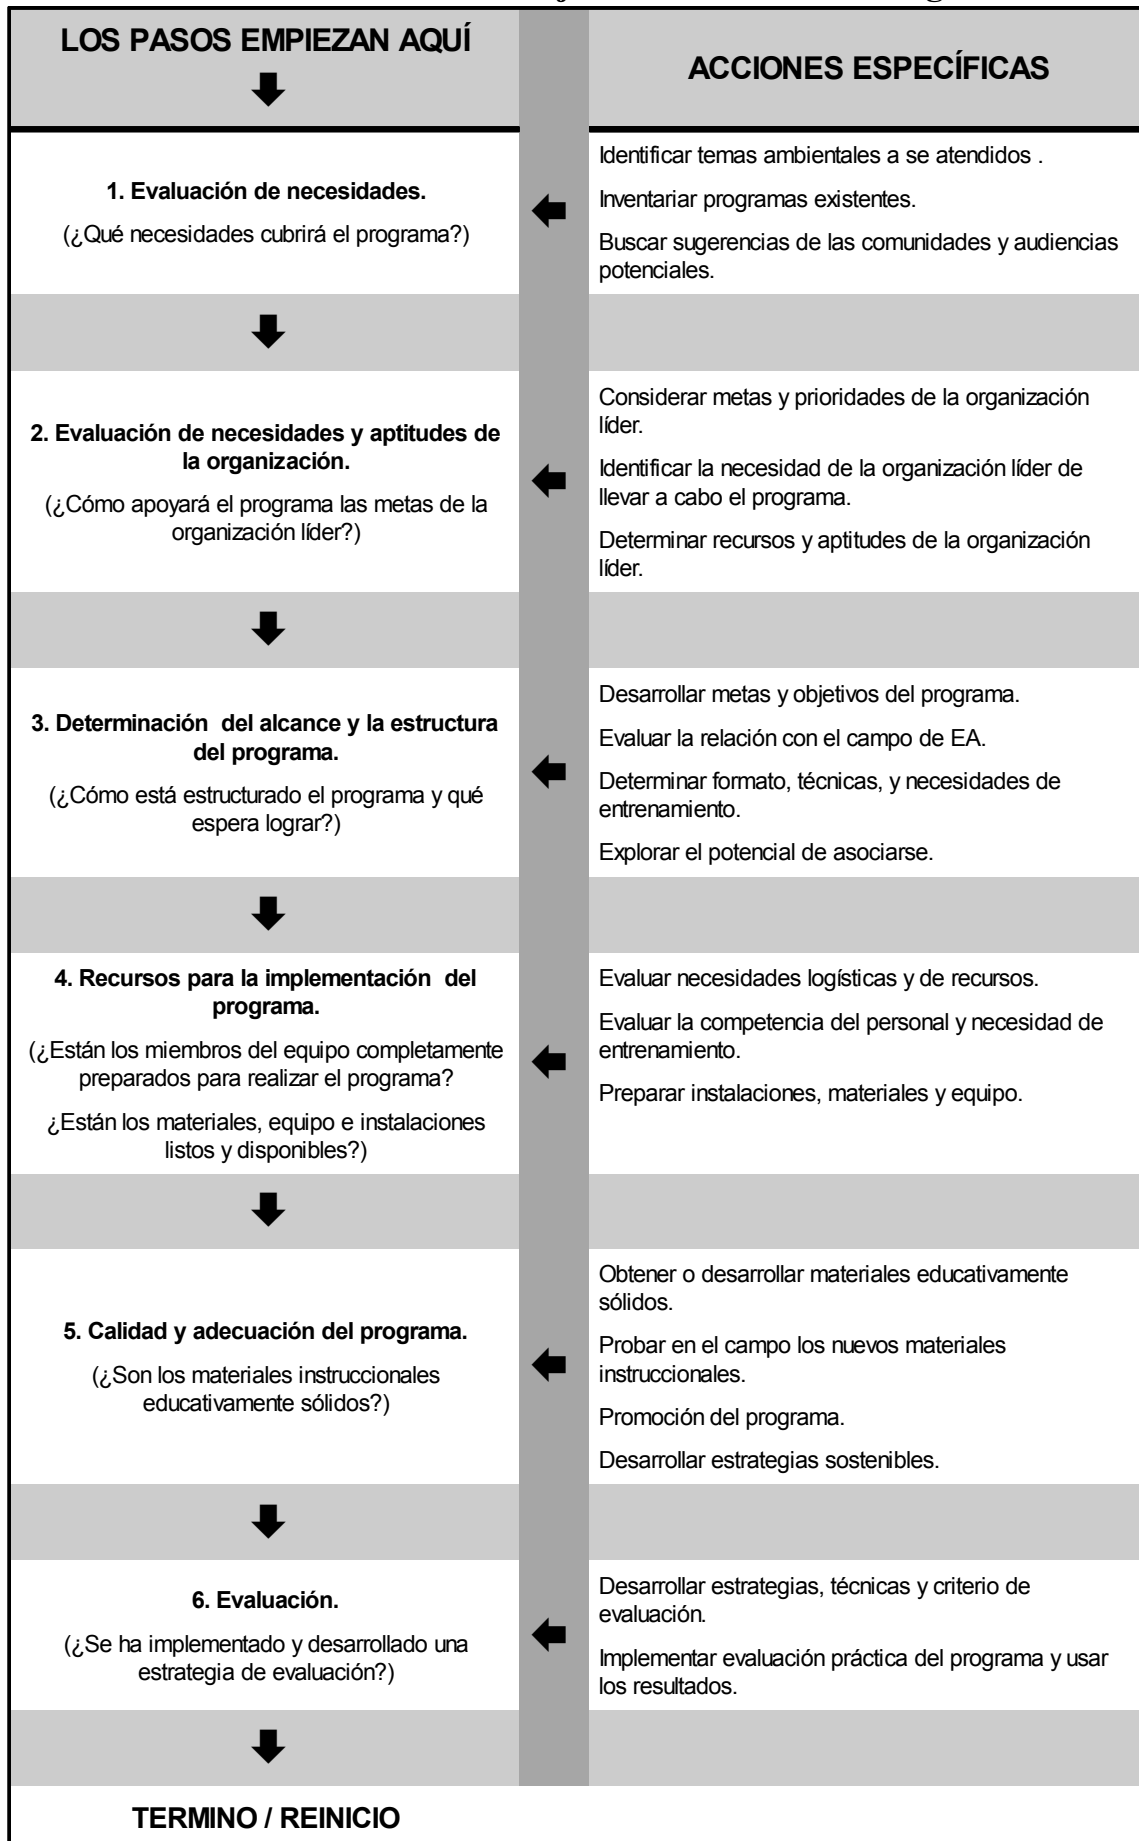 LOS PASOS EMPIEZAN AQUÍ
ACCIONES ESPECÍFICAS
1. Evaluación de necesidades.
(¿Qué necesidades cubrirá el programa?)
Identificar temas ambientales a se atendidos .
Inventariar programas existentes.
Buscar sugerencias de las comunidades y audiencias
potenciales.
2. Evaluación de necesidades y aptitudes de
la organización.
(¿Cómo apoyará el programa las metas de la
organización líder?)
Considerar metas y prioridades de la organización
líder.
Identificar la necesidad de la organización líder de
llevar a cabo el programa.
Determinar recursos y aptitudes de la organización
líder.
3. Determinación del alcance y la estructura
del programa.
(¿Cómo está estructurado el programa y qué
espera lograr?)
Desarrollar metas y objetivos del programa.
Evaluar la relación con el campo de EA.
Determinar formato, técnicas, y necesidades de
entrenamiento.
Explorar el potencial de asociarse.
4. Recursos para la implementación del
programa.
(¿Están los miembros del equipo completamente
preparados para realizar el programa?
¿Están los materiales, equipo e instalaciones
listos y disponibles?)
Evaluar necesidades logísticas y de recursos.
Evaluar la competencia del personal y necesidad de
entrenamiento.
Preparar instalaciones, materiales y equipo.
5. Calidad y adecuación del programa.
(¿Son los materiales instruccionales
educativamente sólidos?)
Obtener o desarrollar materiales educativamente
sólidos.
Probar en el campo los nuevos materiales
instruccionales.
Promoción del programa.
Desarrollar estrategias sostenibles.
6. Evaluación.
(¿Se ha implementado y desarrollado una
estrategia de evaluación?)
Desarrollar estrategias, técnicas y criterio de
evaluación.
Implementar evaluación práctica del programa y usar
los resultados.
TERMINO / REINICIO